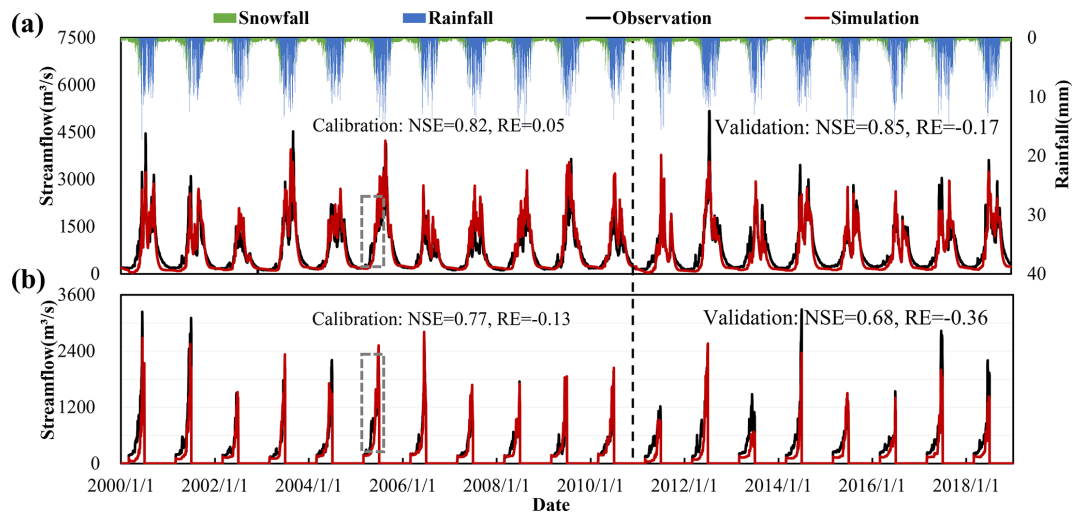 (a)
Snowfall Rainfall Observation Simulation
7500 0
6000 10
4500 20
3000
1500 30
0 40
Streamflow(m³/s)
Rainfall(mm)
Calibration: NSE=0.82, RE=0.05
Validation: NSE=0.85, RE=-0.17
(b)
3600
2400
1200
0
Streamflow(m³/s)
Calibration: NSE=0.77, RE=-0.13
Validation: NSE=0.68, RE=-0.36
2000/1/1 2002/1/1 2004/1/1 2006/1/1 2008/1/1 2010/1/1 2012/1/1 2014/1/1 2016/1/1 2018/1/1
Date